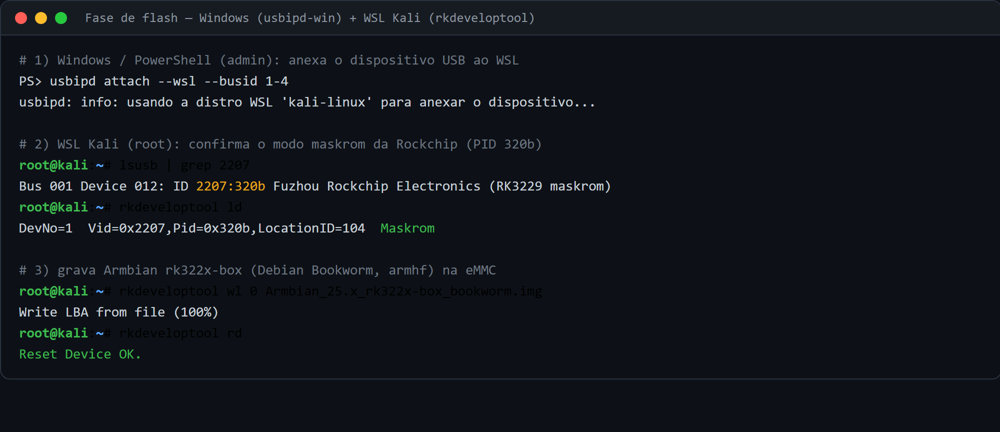 Fase de flash — Windows (usbipd-win) + WSL Kali (rkdeveloptool)
# 1) Windows / PowerShell (admin): anexa o dispositivo USB ao WSL
PS> usbipd attach --wsl --busid 1-4
usbipd: info: usando a distro WSL 'kali-linux' para anexar o dispositivo...
# 2) WSL Kali (root): confirma o modo maskrom da Rockchip (PID 320b)
root@kali:~# lsusb | grep 2207
Bus 001 Device 012: ID 2207:320b Fuzhou Rockchip Electronics (RK3229 maskrom)
root@kali:~# rkdeveloptool ld
DevNo=1  Vid=0x2207,Pid=0x320b,LocationID=104  Maskrom
# 3) grava Armbian rk322x-box (Debian Bookworm, armhf) na eMMC
root@kali:~# rkdeveloptool wl 0 Armbian_25.x_rk322x-box_bookworm.img
Write LBA from file (100%)
root@kali:~# rkdeveloptool rd
Reset Device OK.